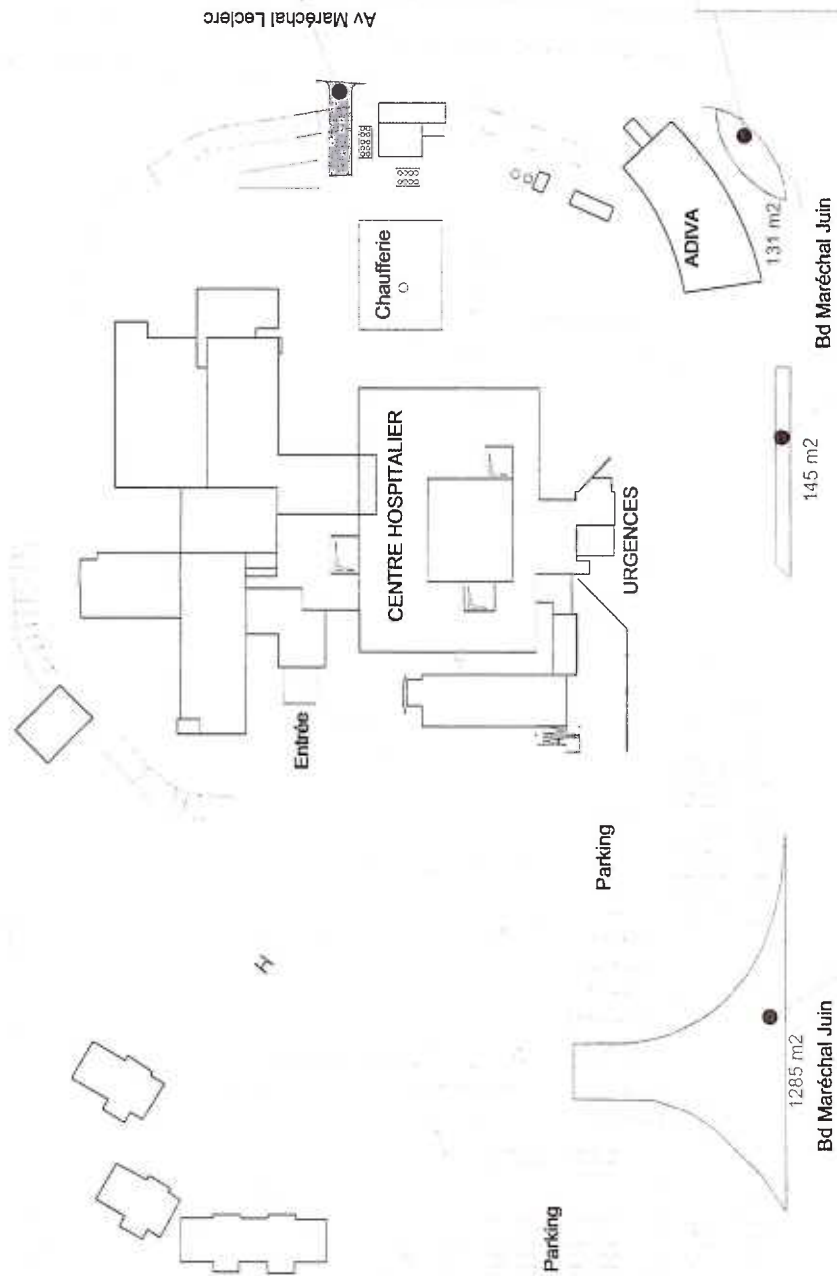 Av Maréchal Leclerc
Chaufferie
ADIVA
131 m2
Bd Maréchal Juin
CENTRE HOSPITALIER
URGENCES
145 m2
Entrée
Parking
H
1285 m2
Bd Maréchal Juin
Parking